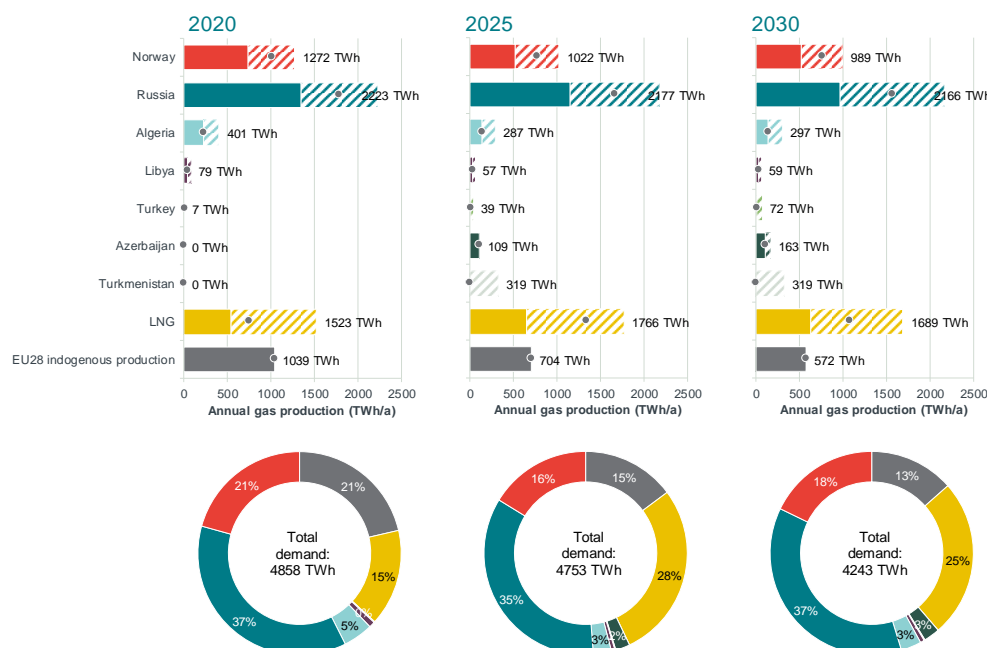 2020
2025
2030
Norway
1272 TWh
1022 TWh
989 TWh
Russia
2223 TWh
2177 TWh
2166 TWh
Algeria
401 TWh
287 TWh
297 TWh
Libya
79 TWh
57 TWh
59 TWh
Turkey
7 TWh
39 TWh
72 TWh
Azerbaijan
0 TWh
109 TWh
163 TWh
Turkmenistan
0 TWh
319 TWh
319 TWh
LNG
1523 TWh
1766 TWh
1689 TWh
EU28 indogenous production
1039 TWh
704 TWh
572 TWh
0 500 1000 1500 2000 2500
0 500 1000 1500 2000 2500
0 500 1000 1500 2000 2500
Annual gas production (TWh/a)
Annual gas production (TWh/a)
Annual gas production (TWh/a)
21%
21%
15%
5%
37%
Total
demand:
4858 TWh
16%
15%
28%
2%
3%
35%
Total
demand:
4753 TWh
18%
13%
25%
3%
3%
37%
Total
demand:
4243 TWh